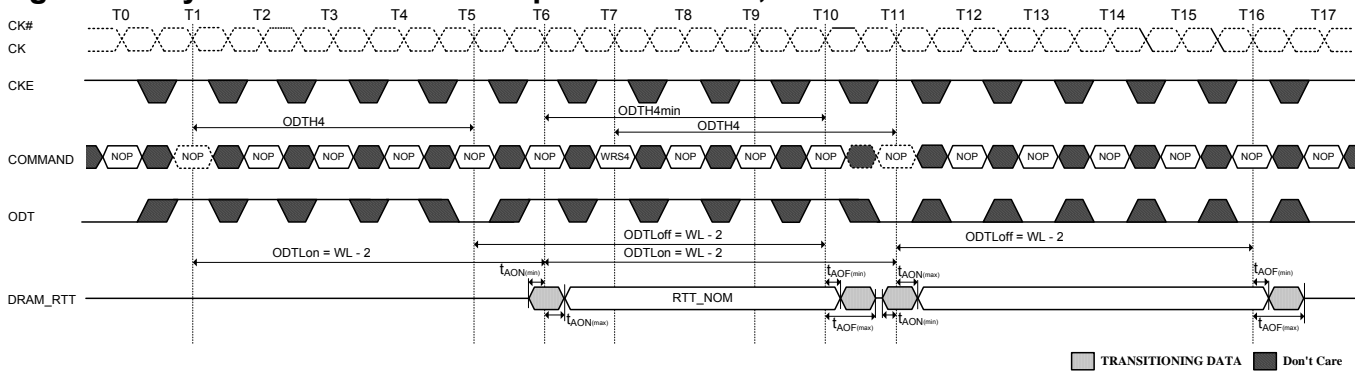 T0 T1 T2 T3 T4 T5 T6 T7 T8 T9 T10 T11 T12 T13 T14 T15 T16 T17
CK#
CK
CKE
ODTH4min
ODTH4
ODTH4
COMMAND NOP NOP NOP NOP NOP NOP NOP WRS4 NOP NOP NOP NOP NOP NOP NOP NOP NOP NOP
ODT
ODTLoff = WL - 2
ODTLoff = WL - 2
ODTLon = WL - 2
ODTLon = WL - 2
tAON(min) tAOF(min) tAON(max) tAOF(min)
DRAM_RTT RTT_NOM
tAON(max) tAOF(max) tAON(min) tAOF(max)
TRANSITIONING DATA Don't Care